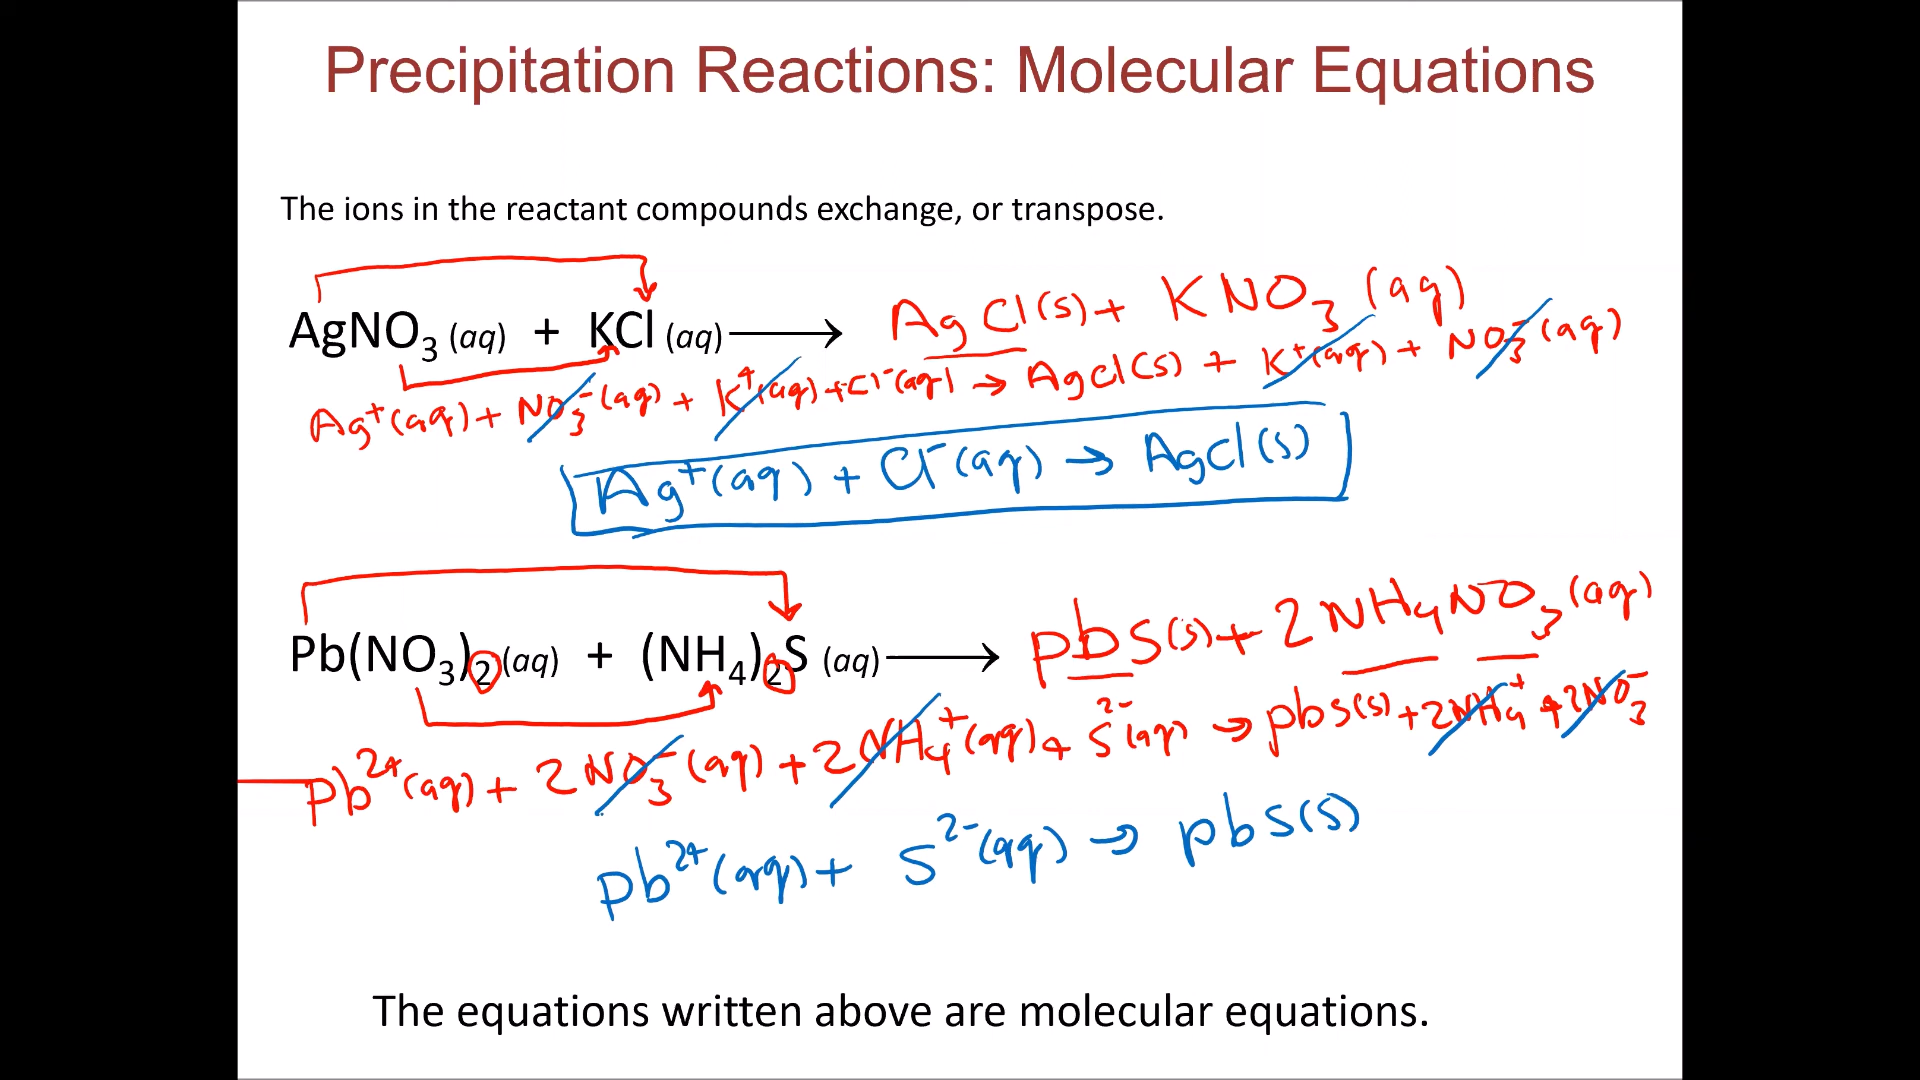 Precipitation Reactions: Molecular Equations
The ions in the reactant compounds exchange, or transpose.
AgNO₃ (aq) + KCl (aq) ⟶ AgCl(s) + KNO₃ (aq)
Ag⁺(aq) + NO₃⁻(aq) + K⁺(aq) + Cl⁻(aq) → AgCl(s) + K⁺(aq) + NO₃⁻(aq)
Ag⁺(aq) + Cl⁻(aq) → AgCl(s)
Pb(NO₃)₂ (aq) + (NH₄)₂S (aq) ⟶ pbS(s) + 2NH₄NO₃(aq)
Pb²⁺(aq) + 2NO₃⁻(aq) + 2NH₄⁺(aq) + S²⁻(aq) → pbs(s) + 2NH₄⁺ + 2NO₃⁻
Pb²⁺(aq) + S²⁻(aq) → pbs(s)
The equations written above are molecular equations.